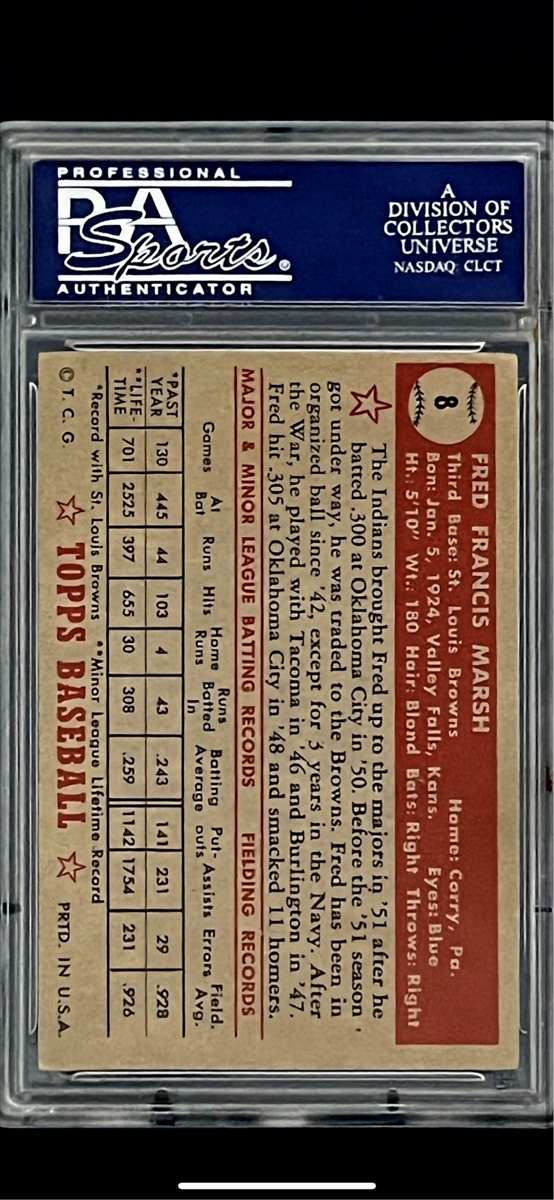 PROFESSIONAL
PSA
Sports
AUTHENTICATOR
A
DIVISION OF
COLLECTORS
UNIVERSE
NASDAQ: CLCT
8
FRED FRANCIS MARSH
Third Base: St. Louis Browns Home: Corry, Pa.
Bon: Jan. 5, 1924, Valley Falls, Kans. Eyes: Blue
Ht.: 5'10" Wt.: 180 Hair: Blond Bats: Right Throws: Right
The Indians brought Fred up to the majors in '51 after he
batted .300 at Oklahoma City in '50. Before the '51 season
got under way, he was traded to the Browns. Fred has been in
organized ball since '42, except for 3 years in the Navy. After
the War, he played with Tacoma in '46 and Burlington in '47.
Fred hit .305 at Oklahoma City in '48 and smacked 11 homers.
MAJOR & MINOR LEAGUE BATTING RECORDS FIELDING RECORDS
Games At Bat Runs Hits Home Runs Runs Batted In Batting Average Put-outs Assists Errors Field. Avg.
*PAST YEAR 130 445 44 103 4 43 .243 141 231 29 .928
**LIFE-TIME 701 2525 397 655 30 308 .259 1142 1754 231 .926
*Record with St. Louis Browns **Minor League Lifetime Record
© T. C. G. TOPPS BASEBALL PRTD. IN U.S.A.